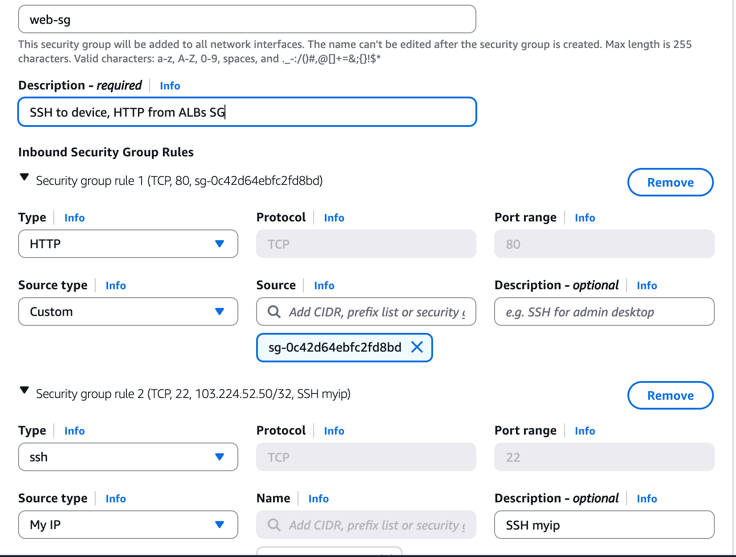 web-sg
This security group will be added to all network interfaces. The name can't be edited after the security group is created. Max length is 255
characters. Valid characters: a-z, A-Z, 0-9, spaces, and ._-:/()#,@[]+=&;{}!$*
Description - required Info
SSH to device, HTTP from ALBs SG
Inbound Security Group Rules
Security group rule 1 (TCP, 80, sg-0c42d64ebfc2fd8bd)
Remove
Type Info Protocol Info Port range Info
HTTP TCP 80
Source type Info Source Info Description - optional Info
Custom Add CIDR, prefix list or security e.g. SSH for admin desktop
sg-0c42d64ebfc2fd8bd
Security group rule 2 (TCP, 22, 103.224.52.50/32, SSH myip)
Remove
Type Info Protocol Info Port range Info
ssh TCP 22
Source type Info Name Info Description - optional Info
My IP Add CIDR, prefix list or security SSH myip